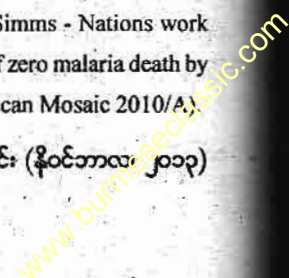 Simms - Nations work
f zero malaria death by
can Mosaic 2010/A)
း (နိုဝင်ဘာလ ၂၀၁၃)
www.burmeseclassic.com